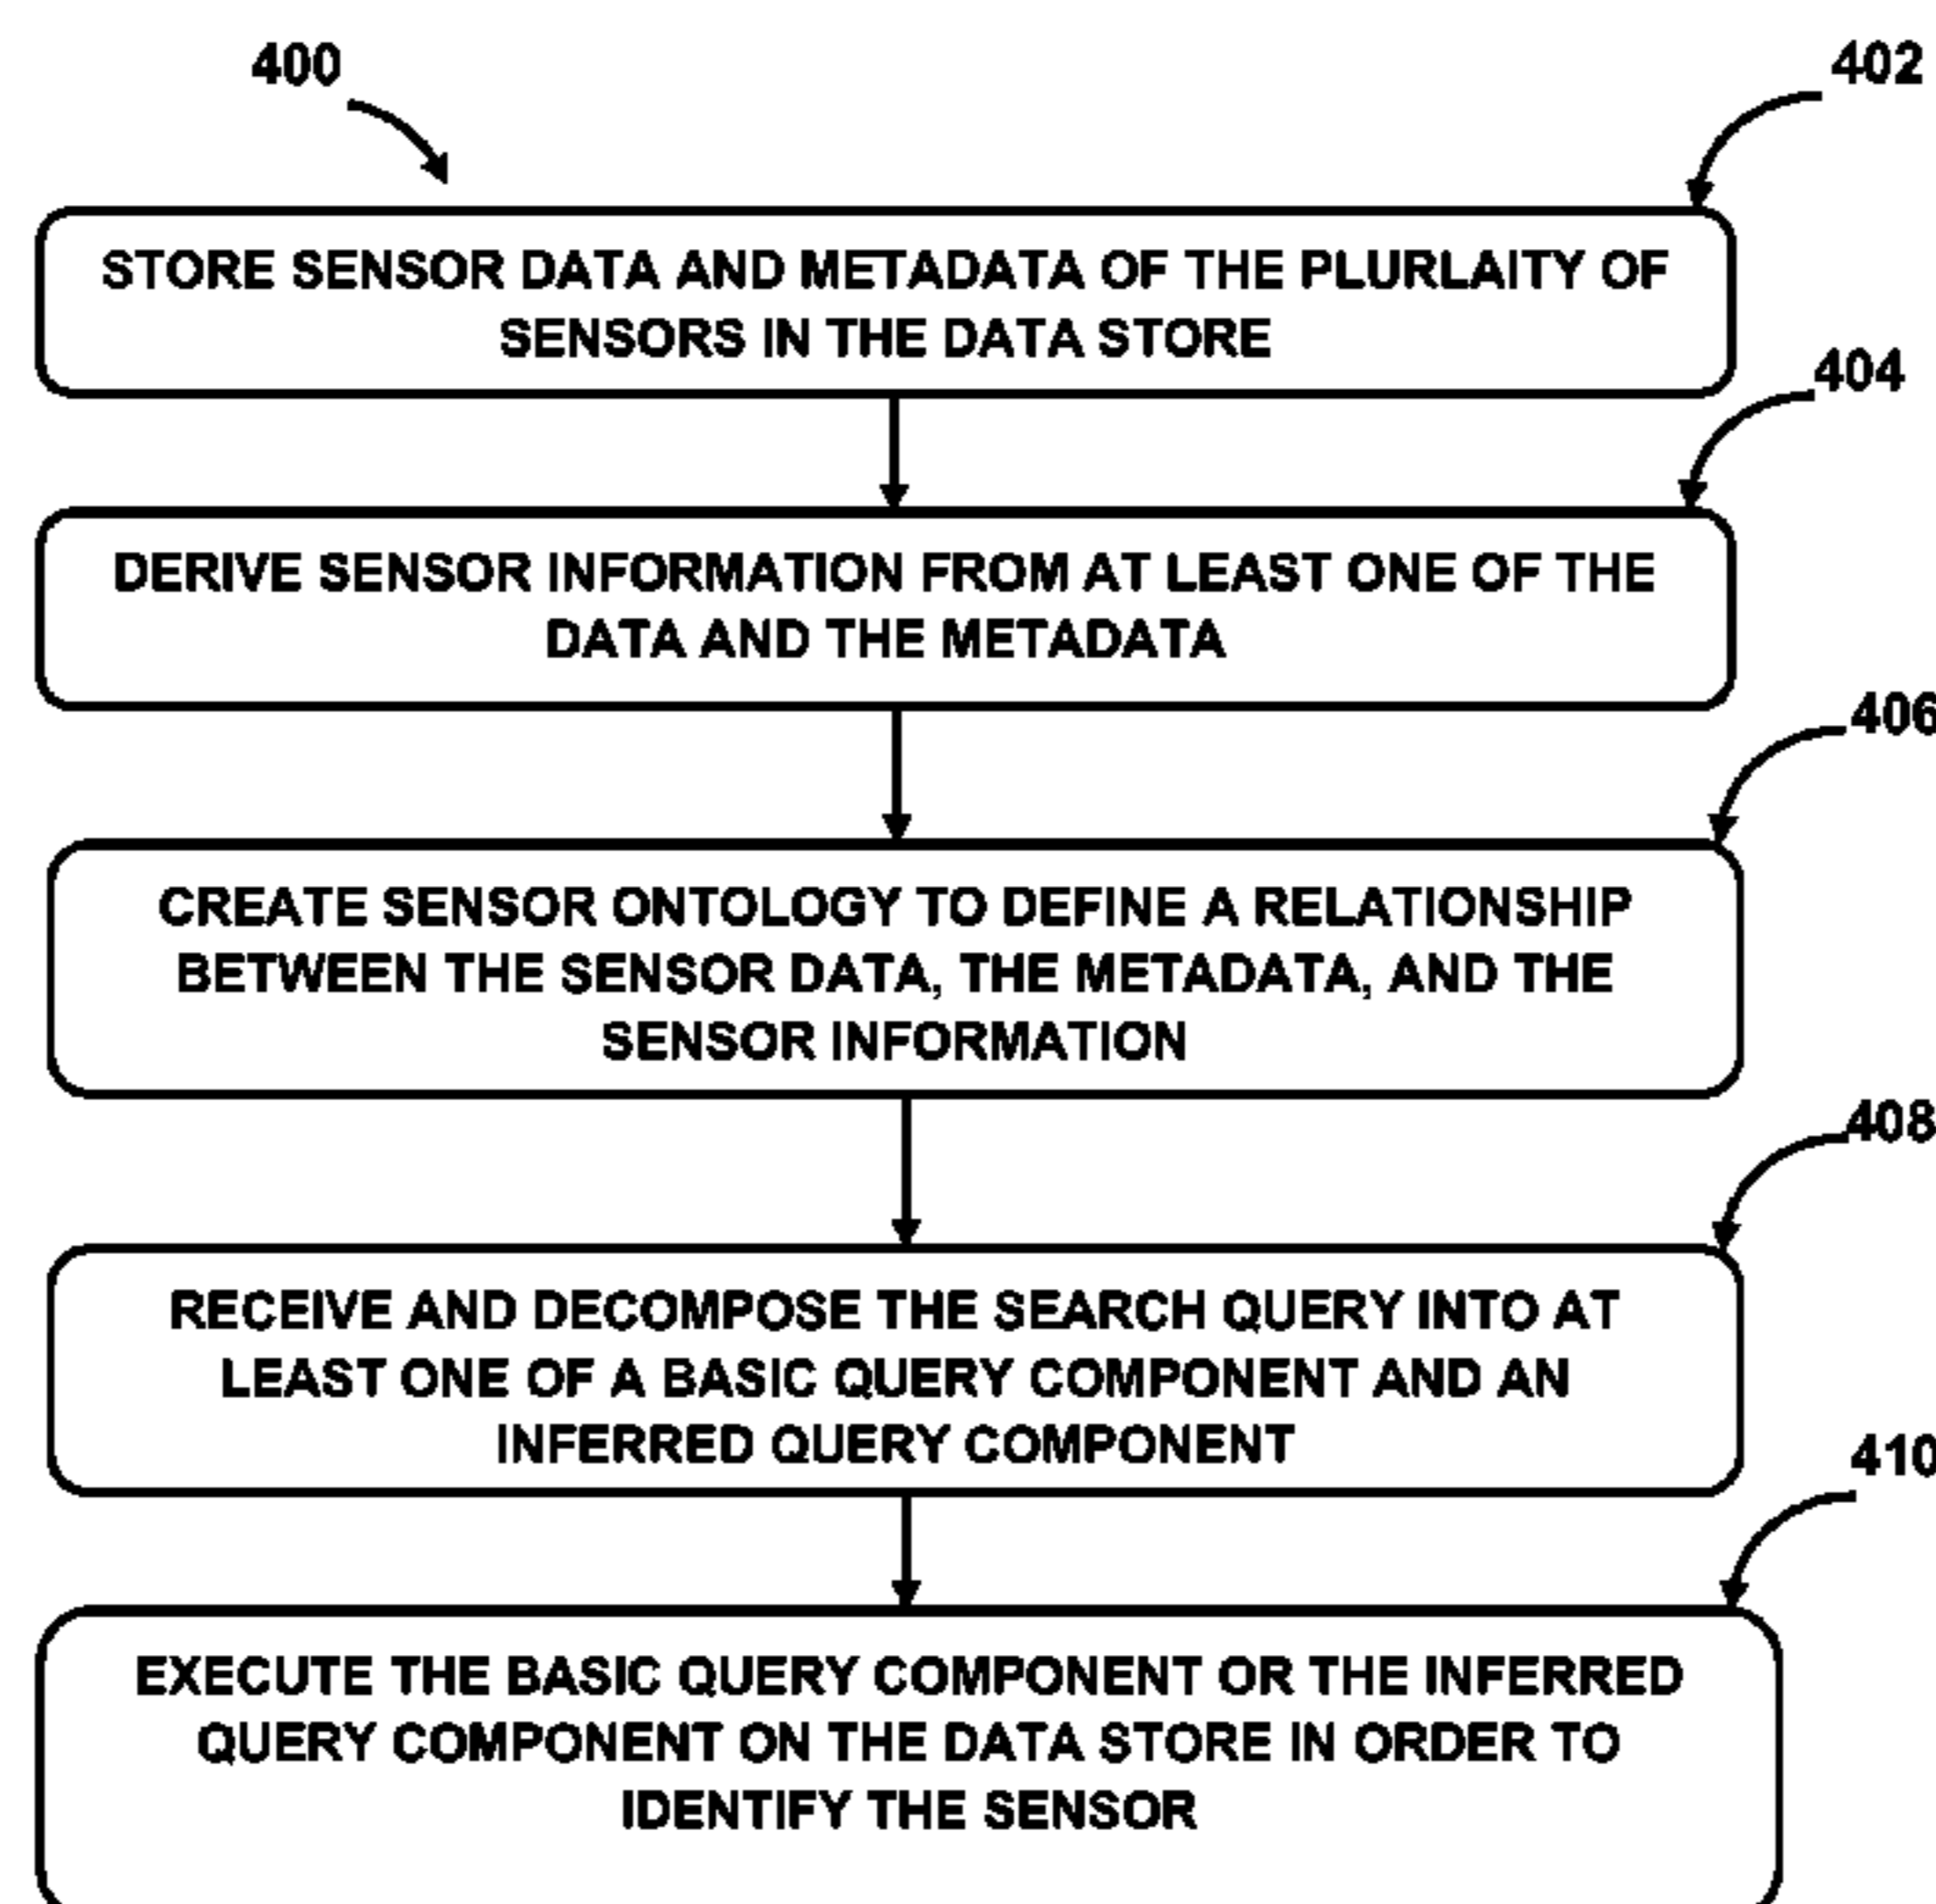 400
402
STORE SENSOR DATA AND METADATA OF THE PLURLAITY OF
SENSORS IN THE DATA STORE
404
DERIVE SENSOR INFORMATION FROM AT LEAST ONE OF THE
DATA AND THE METADATA
406
CREATE SENSOR ONTOLOGY TO DEFINE A RELATIONSHIP
BETWEEN THE SENSOR DATA, THE METADATA, AND THE
SENSOR INFORMATION
408
RECEIVE AND DECOMPOSE THE SEARCH QUERY INTO AT
LEAST ONE OF A BASIC QUERY COMPONENT AND AN
INFERRED QUERY COMPONENT
410
EXECUTE THE BASIC QUERY COMPONENT OR THE INFERRED
QUERY COMPONENT ON THE DATA STORE IN ORDER TO
IDENTIFY THE SENSOR